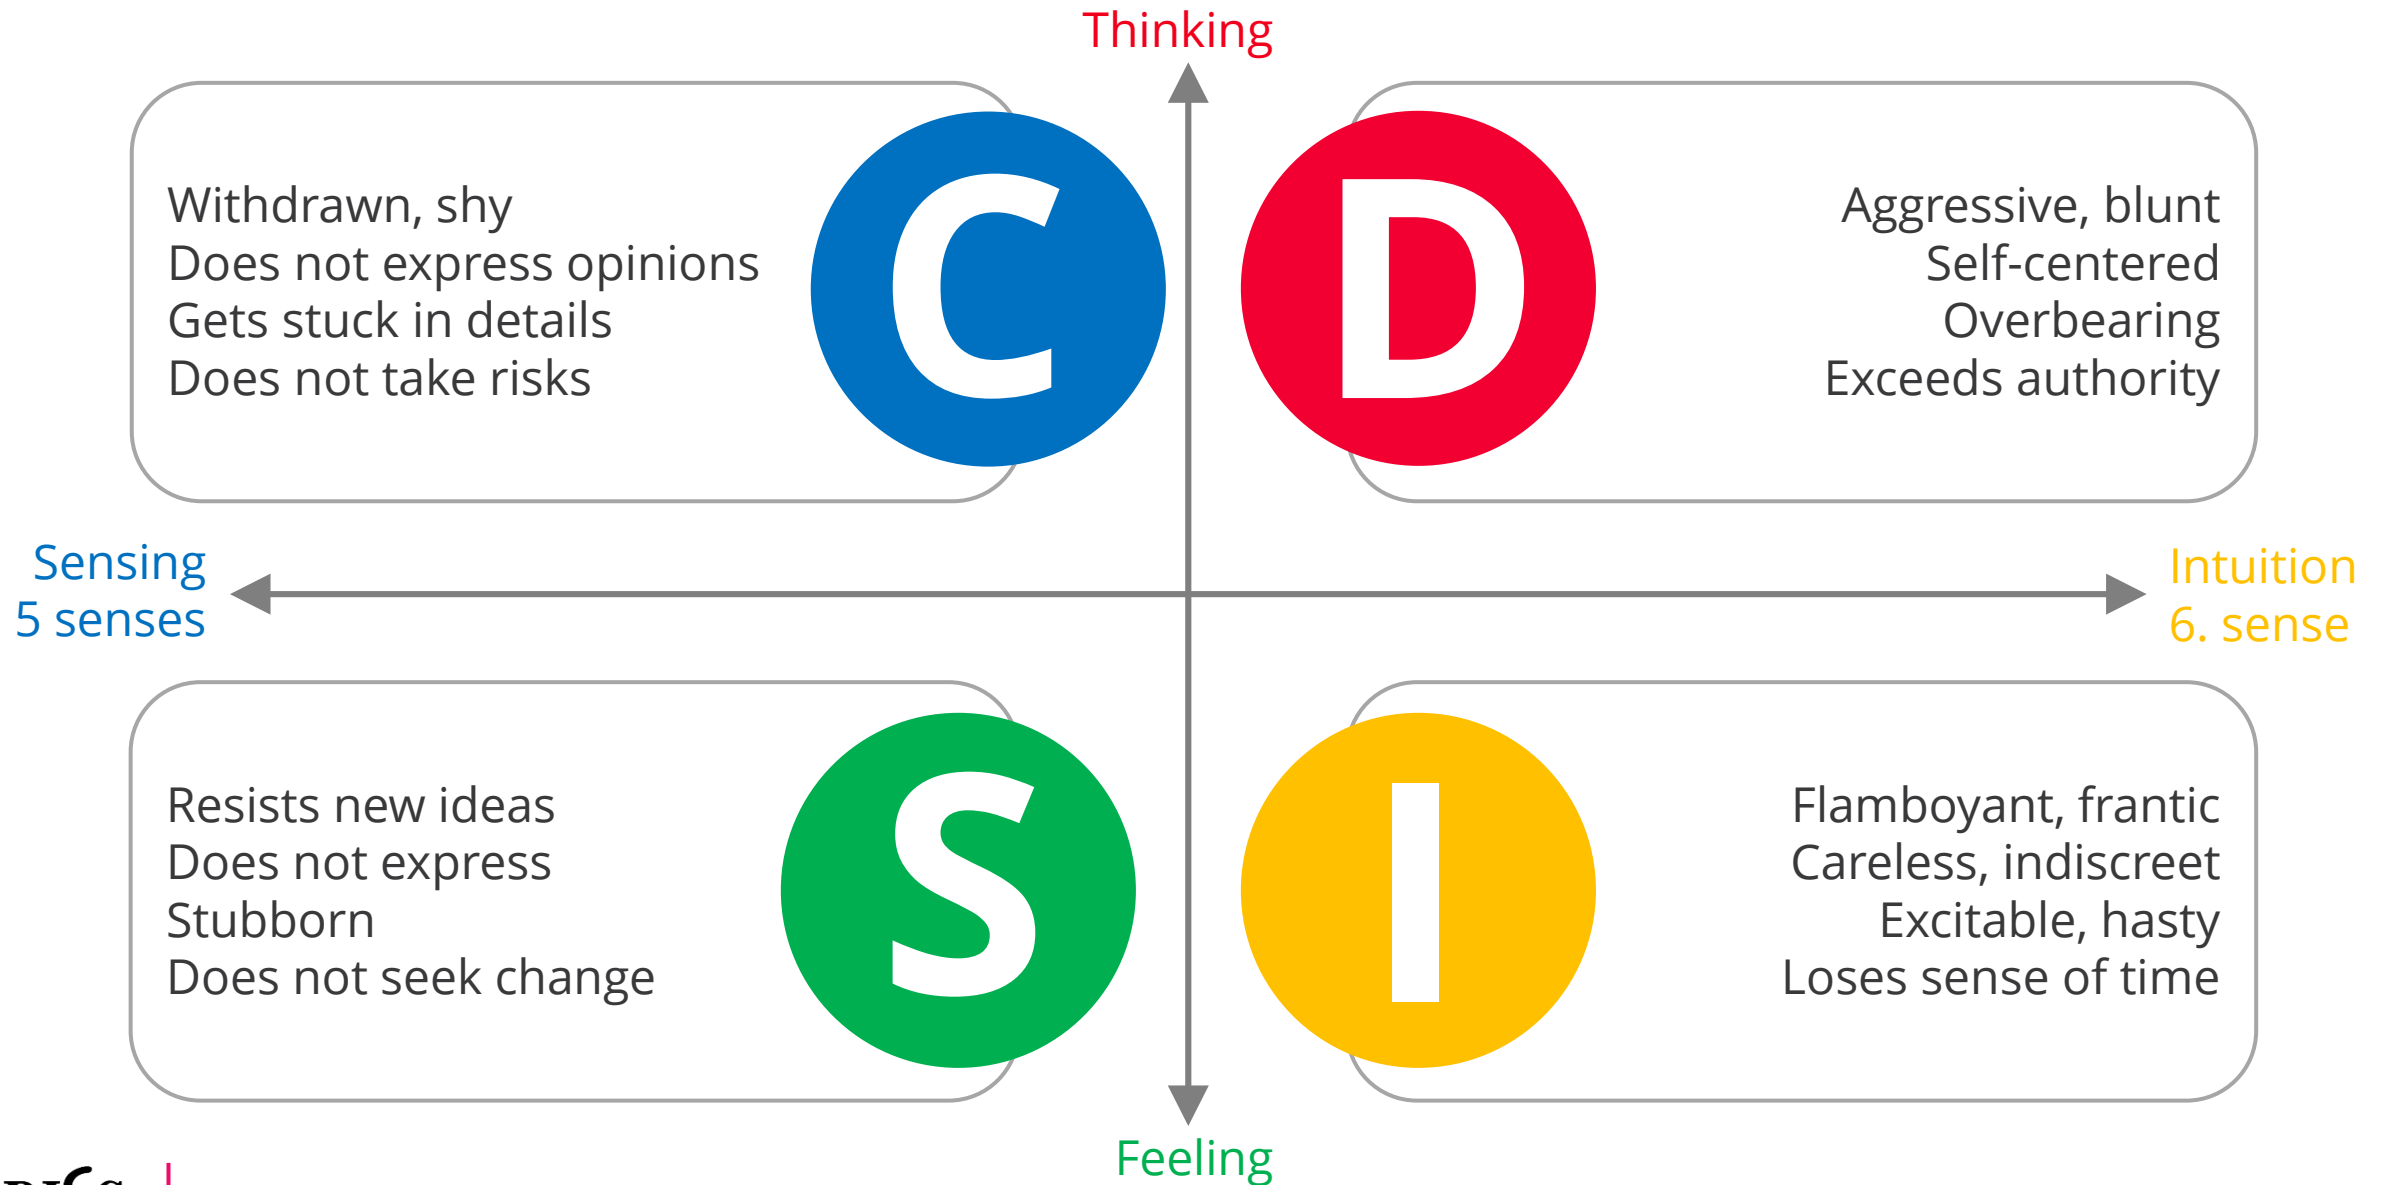 Thinking
Withdrawn, shy
Does not express opinions
Gets stuck in details
Does not take risks
C
D
Aggressive, blunt
Self-centered
Overbearing
Exceeds authority
Sensing
5 senses
Intuition
6. sense
Resists new ideas
Does not express
Stubborn
Does not seek change
S
I
Flamboyant, frantic
Careless, indiscreet
Excitable, hasty
Loses sense of time
Feeling